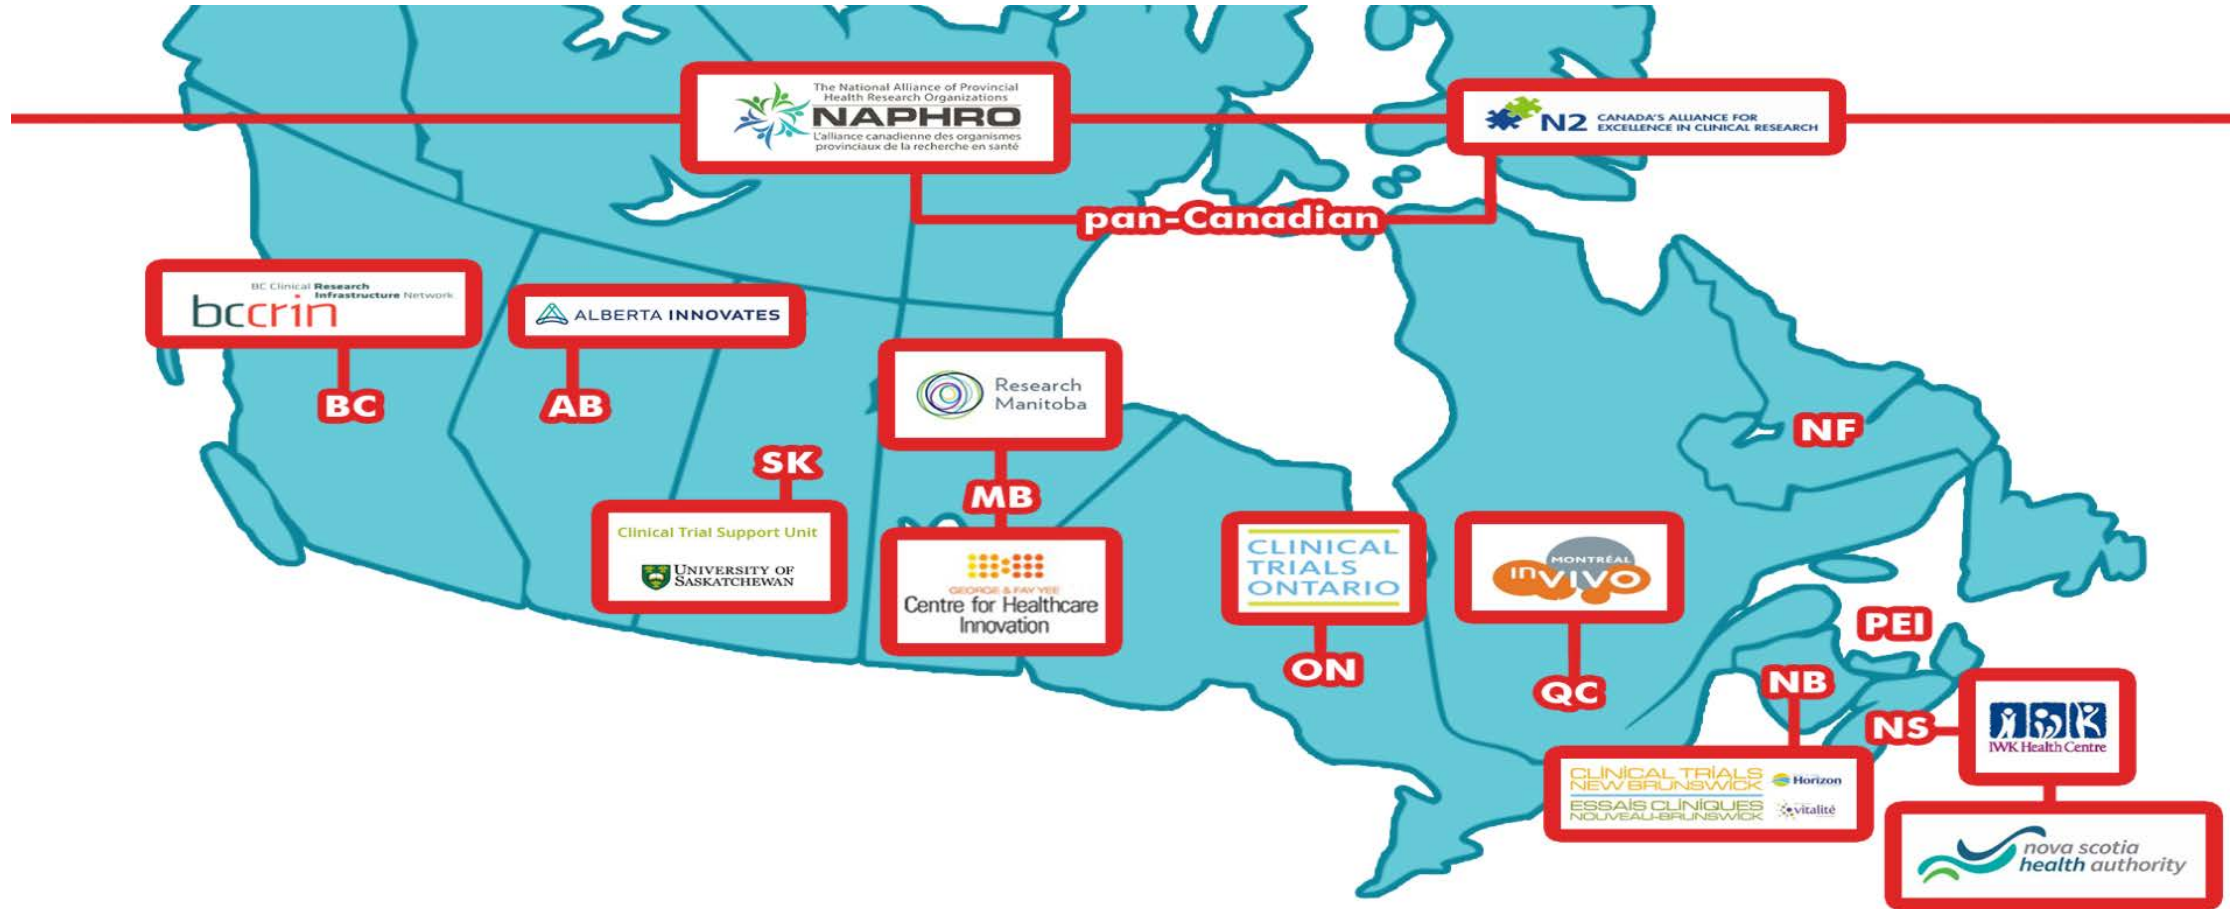 The National Alliance of Provincial
Health Research Organizations
NAPHRO
L'alliance canadienne des organismes
provinciaux de la recherche en santé
N2 CANADA'S ALLIANCE FOR
EXCELLENCE IN CLINICAL RESEARCH
pan-Canadian
BC Clinical Research
Infrastructure Network
bccrin
BC
ALBERTA INNOVATES
AB
SK
Clinical Trial Support Unit
UNIVERSITY OF
SASKATCHEWAN
Research
Manitoba
MB
GEORGE & FAY YEE
Centre for Healthcare
Innovation
CLINICAL
TRIALS
ONTARIO
ON
MONTRÉAL
inVIVO
QC
NF
PEI
NB
CLINICAL TRIALS
NEW BRUNSWICK
ESSAIS CLINIQUES
NOUVEAU-BRUNSWICK
Horizon
vitalité
NS
IWK Health Centre
nova scotia
health authority